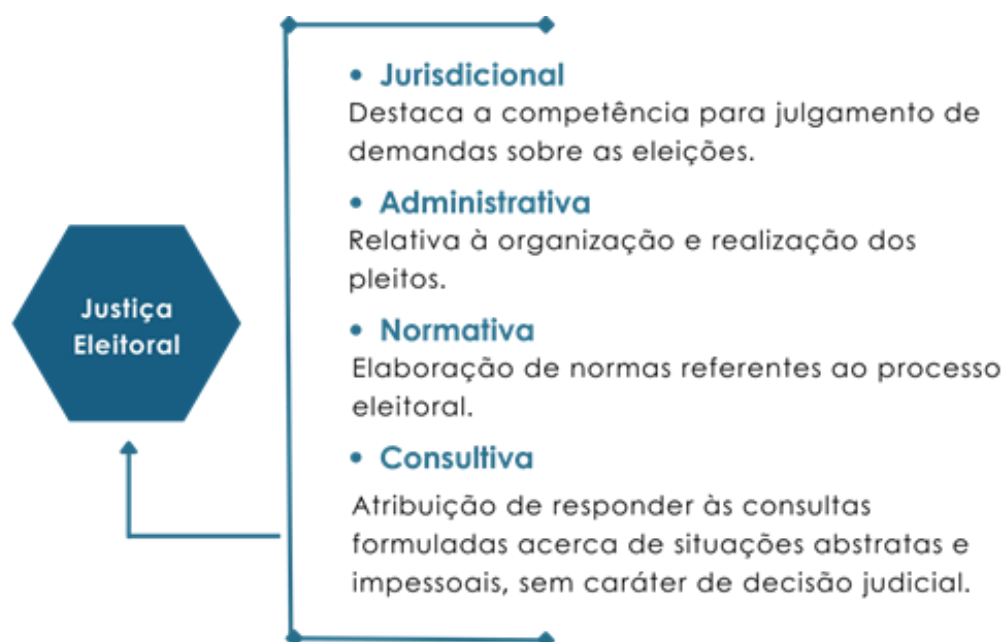 Justiça
Eleitoral
• Jurisdicional
Destaca a competência para julgamento de
demandas sobre as eleições.
• Administrativa
Relativa à organização e realização dos
pleitos.
• Normativa
Elaboração de normas referentes ao processo
eleitoral.
• Consultiva
Atribuição de responder às consultas
formuladas acerca de situações abstratas e
impessoais, sem caráter de decisão judicial.